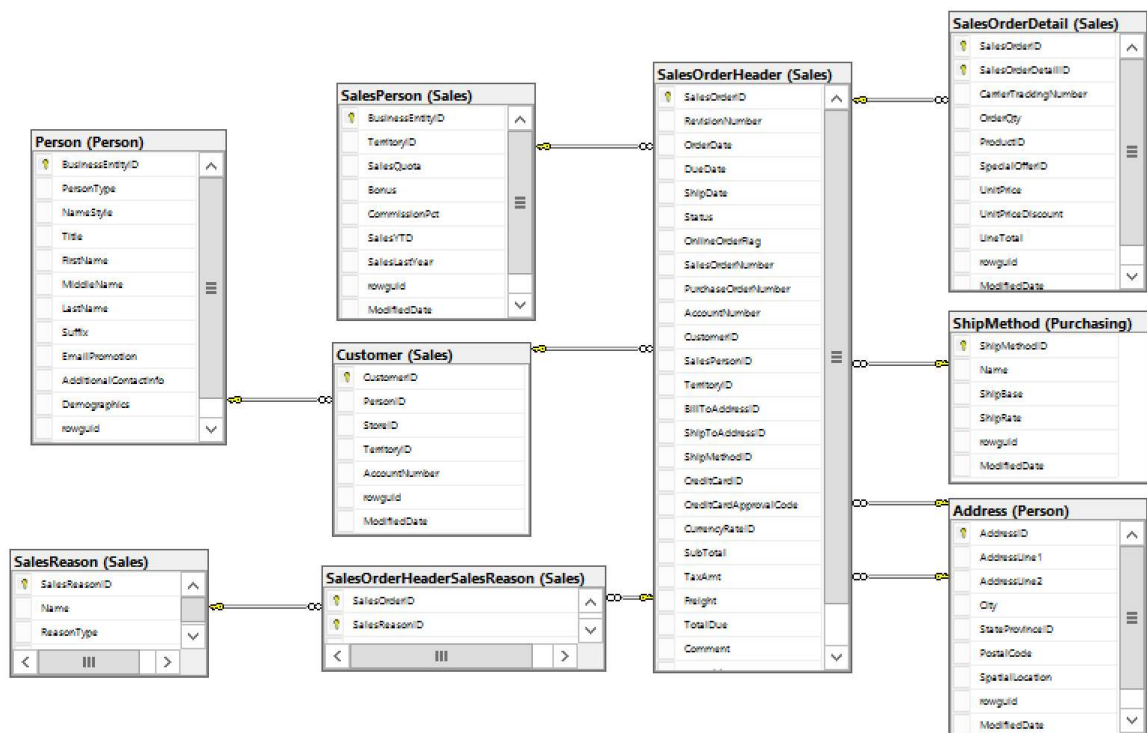 Person (Person)
BusinessEntityID
PersonType
NameStyle
Title
FirstName
MiddleName
LastName
Suffix
EmailPromotion
AdditionalContactInfo
Demographics
rowguid
SalesPerson (Sales)
BusinessEntityID
TerritoryID
SalesQuota
Bonus
CommissionPct
SalesYTD
SalesLastYear
rowguid
ModifiedDate
Customer (Sales)
CustomerID
PersonID
StoreID
TerritoryID
AccountNumber
rowguid
ModifiedDate
SalesReason (Sales)
SalesReasonID
Name
ReasonType
SalesOrderHeaderSalesReason (Sales)
SalesOrderID
SalesReasonID
SalesOrderHeader (Sales)
SalesOrderID
RevisionNumber
OrderDate
DueDate
ShipDate
Status
OnlineOrderFlag
SalesOrderNumber
PurchaseOrderNumber
AccountNumber
CustomerID
SalesPersonID
TerritoryID
BillToAddressID
ShipToAddressID
ShipMethodID
CreditCardID
CreditCardApprovalCode
CurrencyRateID
SubTotal
TaxAmt
Freight
TotalDue
Comment
SalesOrderDetail (Sales)
SalesOrderID
SalesOrderDetailID
CarrierTrackingNumber
OrderQty
ProductID
SpecialOfferID
UnitPrice
UnitPriceDiscount
LineTotal
rowguid
ModifiedDate
ShipMethod (Purchasing)
ShipMethodID
Name
ShipBase
ShipRate
rowguid
ModifiedDate
Address (Person)
AddressID
AddressLine1
AddressLine2
City
StateProvinceID
PostalCode
SpatialLocation
rowguid
ModifiedDate